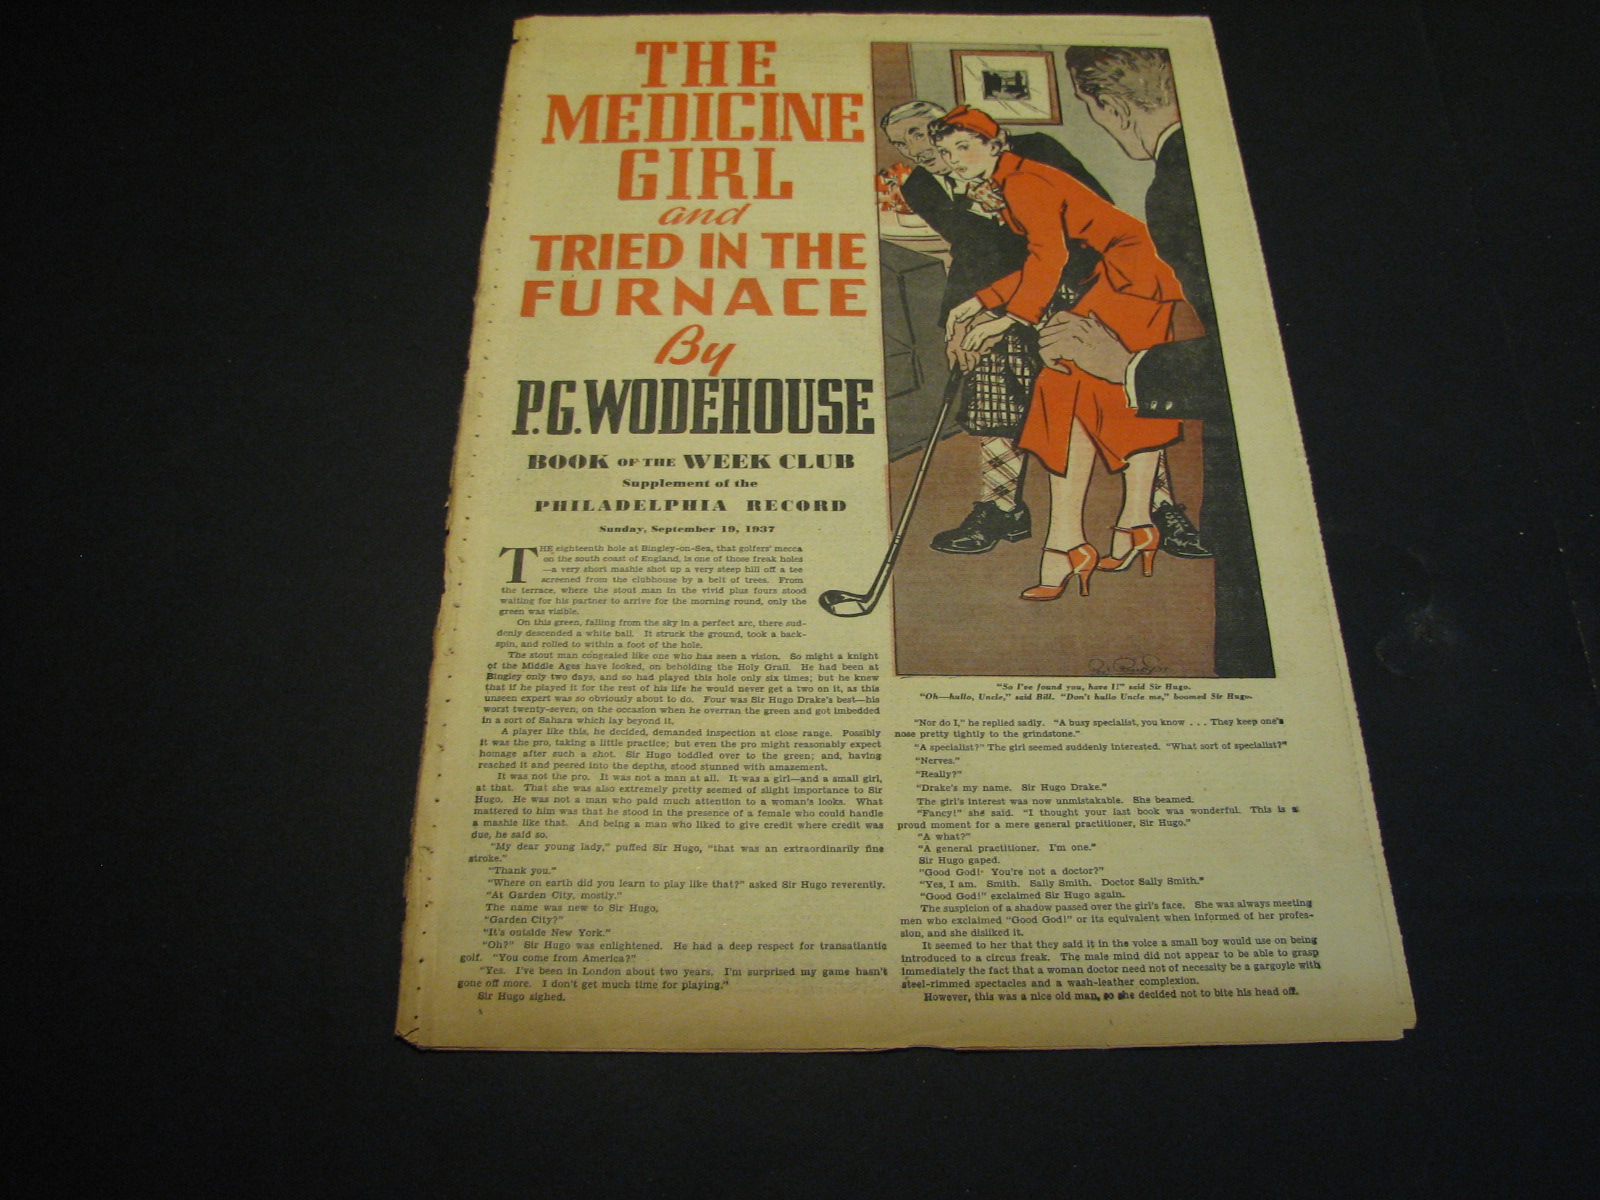 THE
MEDICINE
GIRL
and
TRIED IN THE
FURNACE
By
P.G. WODEHOUSE
BOOK OF THE WEEK CLUB
Supplement of the
PHILADELPHIA RECORD
Sunday, September 19, 1937
THE eighteenth hole at Bingley-on-Sea, that golfers' mecca
on the south coast of England, is one of those freak holes
—a very short mashie shot up a very steep hill off a tee
screened from the clubhouse by a belt of trees. From
the terrace, where the stout man in the vivid plus fours stood
waiting for his partner to arrive for the morning round, only the
green was visible.
On this green, falling from the sky in a perfect arc, there sud-
denly descended a white ball. It struck the ground, took a back-
spin, and rolled to within a foot of the hole.
The stout man congealed like one who has seen a vision. So might a knight
of the Middle Ages have looked, on beholding the Holy Grail. He had been at
Bingley only two days, and so had played this hole only six times; but he knew
that if he played it for the rest of his life he would never get a two on it, as this
unseen expert was so obviously about to do. Four was Sir Hugo Drake's best—his
worst twenty-seven, on the occasion when he overran the green and got imbedded
in a sort of Sahara which lay beyond it.
A player like this, he decided, demanded inspection at close range. Possibly
it was the pro, taking a little practice; but even the pro might reasonably expect
homage after such a shot. Sir Hugo toddled over to the green; and, having
reached it and peered into the depths, stood stunned with amazement.
It was not the pro. It was not a man at all. It was a girl—and a small girl,
at that. That she was also extremely pretty seemed of slight importance to Sir
Hugo. He was not a man who paid much attention to a woman's looks. What
mattered to him was that he stood in the presence of a female who could handle
a mashie like that. And being a man who liked to give credit where credit was
due, he said so.
"My dear young lady," puffed Sir Hugo, "that was an extraordinarily fine
stroke."
"Thank you."
"Where on earth did you learn to play like that?" asked Sir Hugo reverently.
"At Garden City, mostly."
The name was new to Sir Hugo.
"Garden City?"
"It's outside New York."
"Oh?" Sir Hugo was enlightened. He had a deep respect for transatlantic
golf. "You come from America?"
"Yes. I've been in London about two years. I'm surprised my game hasn't
gone off more. I don't get much time for playing."
Sir Hugo sighed.
"So I've found you, have I!" said Sir Hugo.
"Oh—hullo, Uncle," said Bill. "Don't hullo Uncle me," boomed Sir Hugo.
"Nor do I," he replied sadly. "A busy specialist, you know . . . They keep one's
nose pretty tightly to the grindstone."
"A specialist?" The girl seemed suddenly interested. "What sort of specialist?"
"Nerves."
"Really?"
"Drake's my name. Sir Hugo Drake."
The girl's interest was now unmistakable. She beamed.
"Fancy!" she said. "I thought your last book was wonderful. This is a
proud moment for a mere general practitioner, Sir Hugo."
"A what?"
"A general practitioner. I'm one."
Sir Hugo gaped.
"Good God! You're not a doctor?"
"Yes, I am. Smith. Sally Smith. Doctor Sally Smith."
"Good God!" exclaimed Sir Hugo again.
The suspicion of a shadow passed over the girl's face. She was always meeting
men who exclaimed "Good God!" or its equivalent when informed of her profes-
sion, and she disliked it.
It seemed to her that they said it in the voice a small boy would use on being
introduced to a circus freak. The male mind did not appear to be able to grasp
immediately the fact that a woman doctor need not of necessity be a gargoyle with
steel-rimmed spectacles and a wash-leather complexion.
However, this was a nice old man, so she decided not to bite his head off.